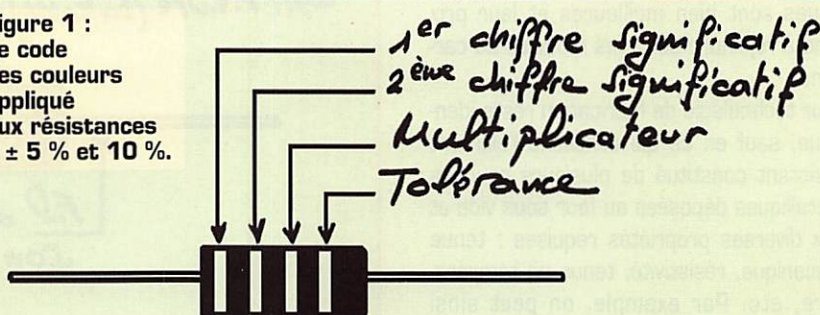 igure 1 :
e code
es couleurs
ppliqué
ux résistances
± 5 % et 10 %.
1er chiffre significatif
2ème chiffre significatif
Multiplicateur
Tolérance